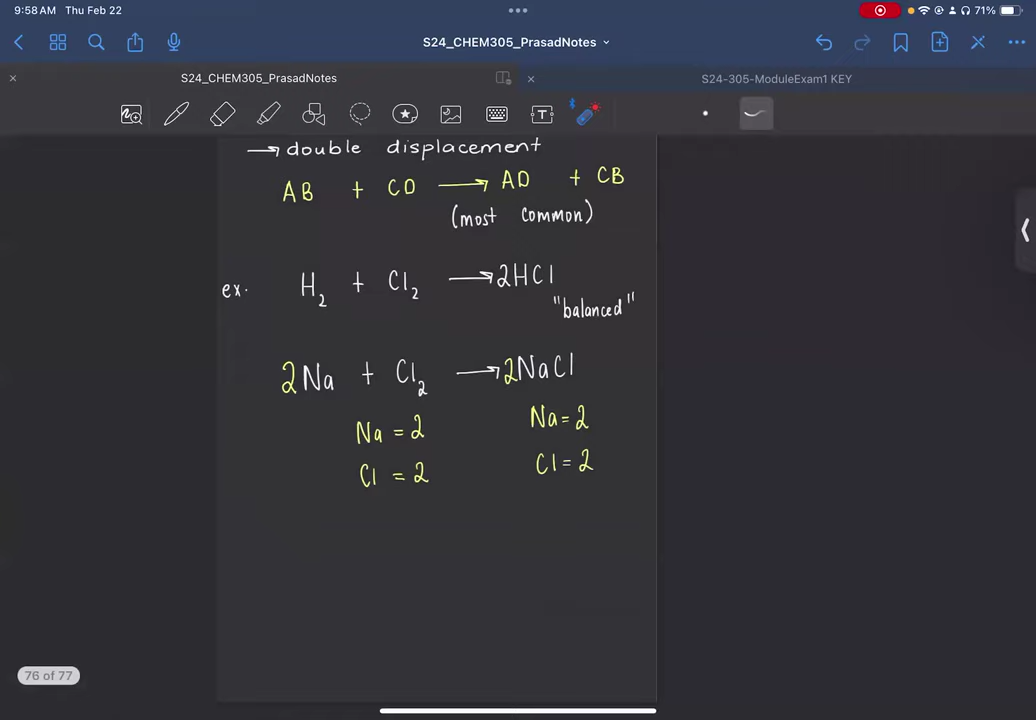 9:58 AM Thu Feb 22
71%
S24_CHEM305_PrasadNotes
S24_CHEM305_PrasadNotes
S24-305-ModuleExam1 KEY
→ double displacement
AB + CD → AD + CB
(most common)
ex. H₂ + Cl₂ → 2HCl
"balanced"
2Na + Cl₂ → 2NaCl
Na = 2 Na = 2
Cl = 2 Cl = 2
76 of 77